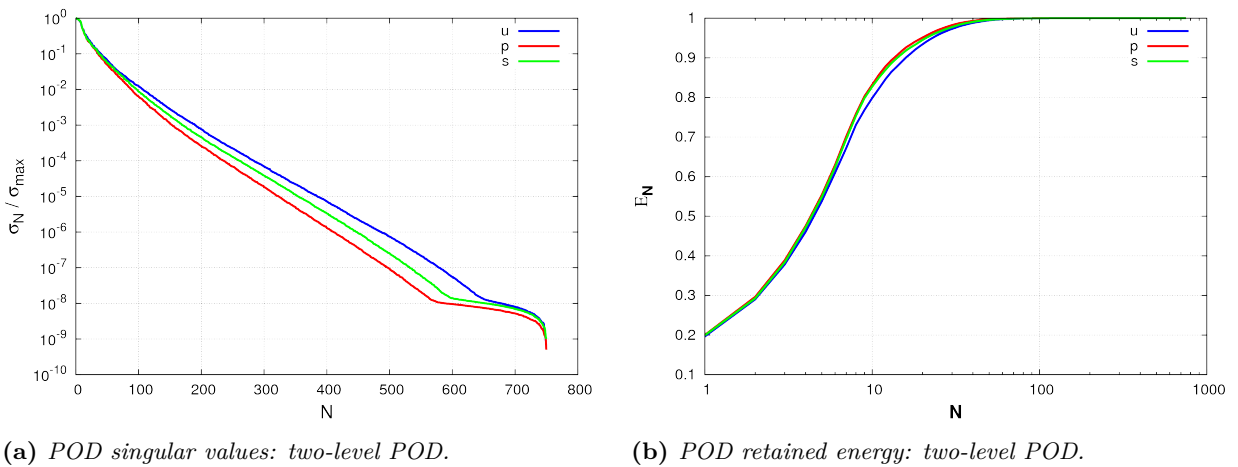 10^0
10^-1
10^-2
10^-3
10^-4
10^-5
10^-6
10^-7
10^-8
10^-9
10^-10
σ_N / σ_max
0 100 200 300 400 500 600 700 800
N
u
p
s
(a) POD singular values: two-level POD.
1
0.9
0.8
0.7
0.6
0.5
0.4
0.3
0.2
0.1
E_N
1 10 100 1000
N
u
p
s
(b) POD retained energy: two-level POD.